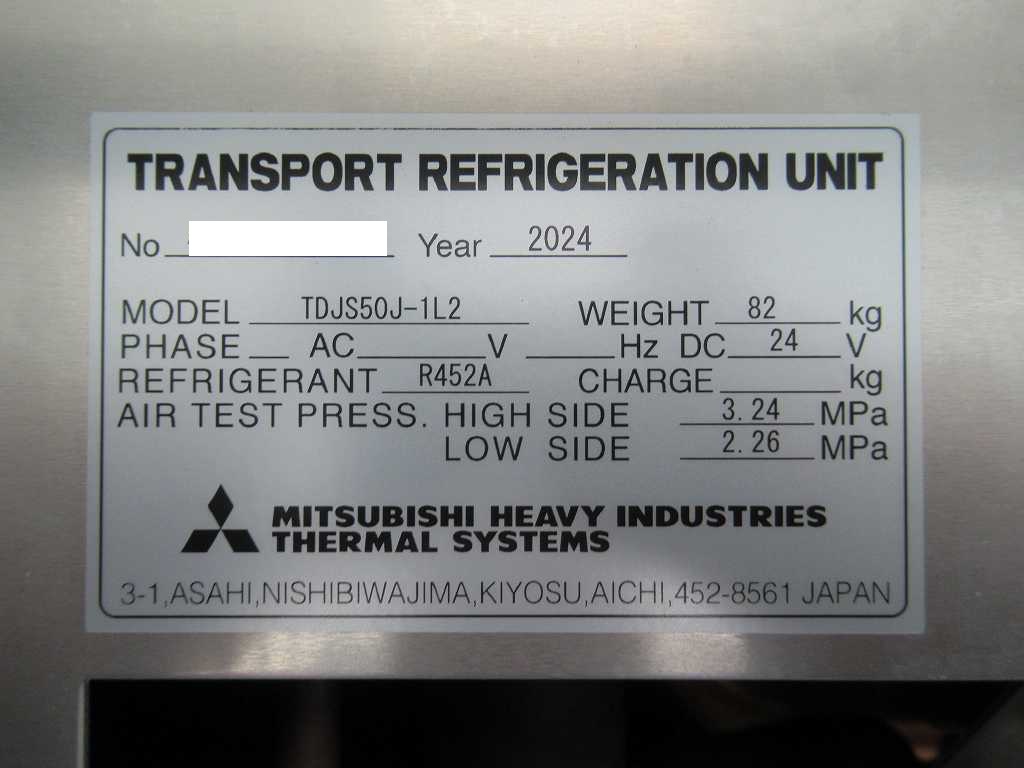 TRANSPORT REFRIGERATION UNIT
No Year 2024
MODEL TDJS50J-1L2 WEIGHT 82 kg
PHASE AC V Hz DC 24 V
REFRIGERANT R452A CHARGE kg
AIR TEST PRESS. HIGH SIDE 3.24 MPa
LOW SIDE 2.26 MPa
MITSUBISHI HEAVY INDUSTRIES
THERMAL SYSTEMS
3-1,ASAHI,NISHIBIWAJIMA,KIYOSU,AICHI,452-8561 JAPAN